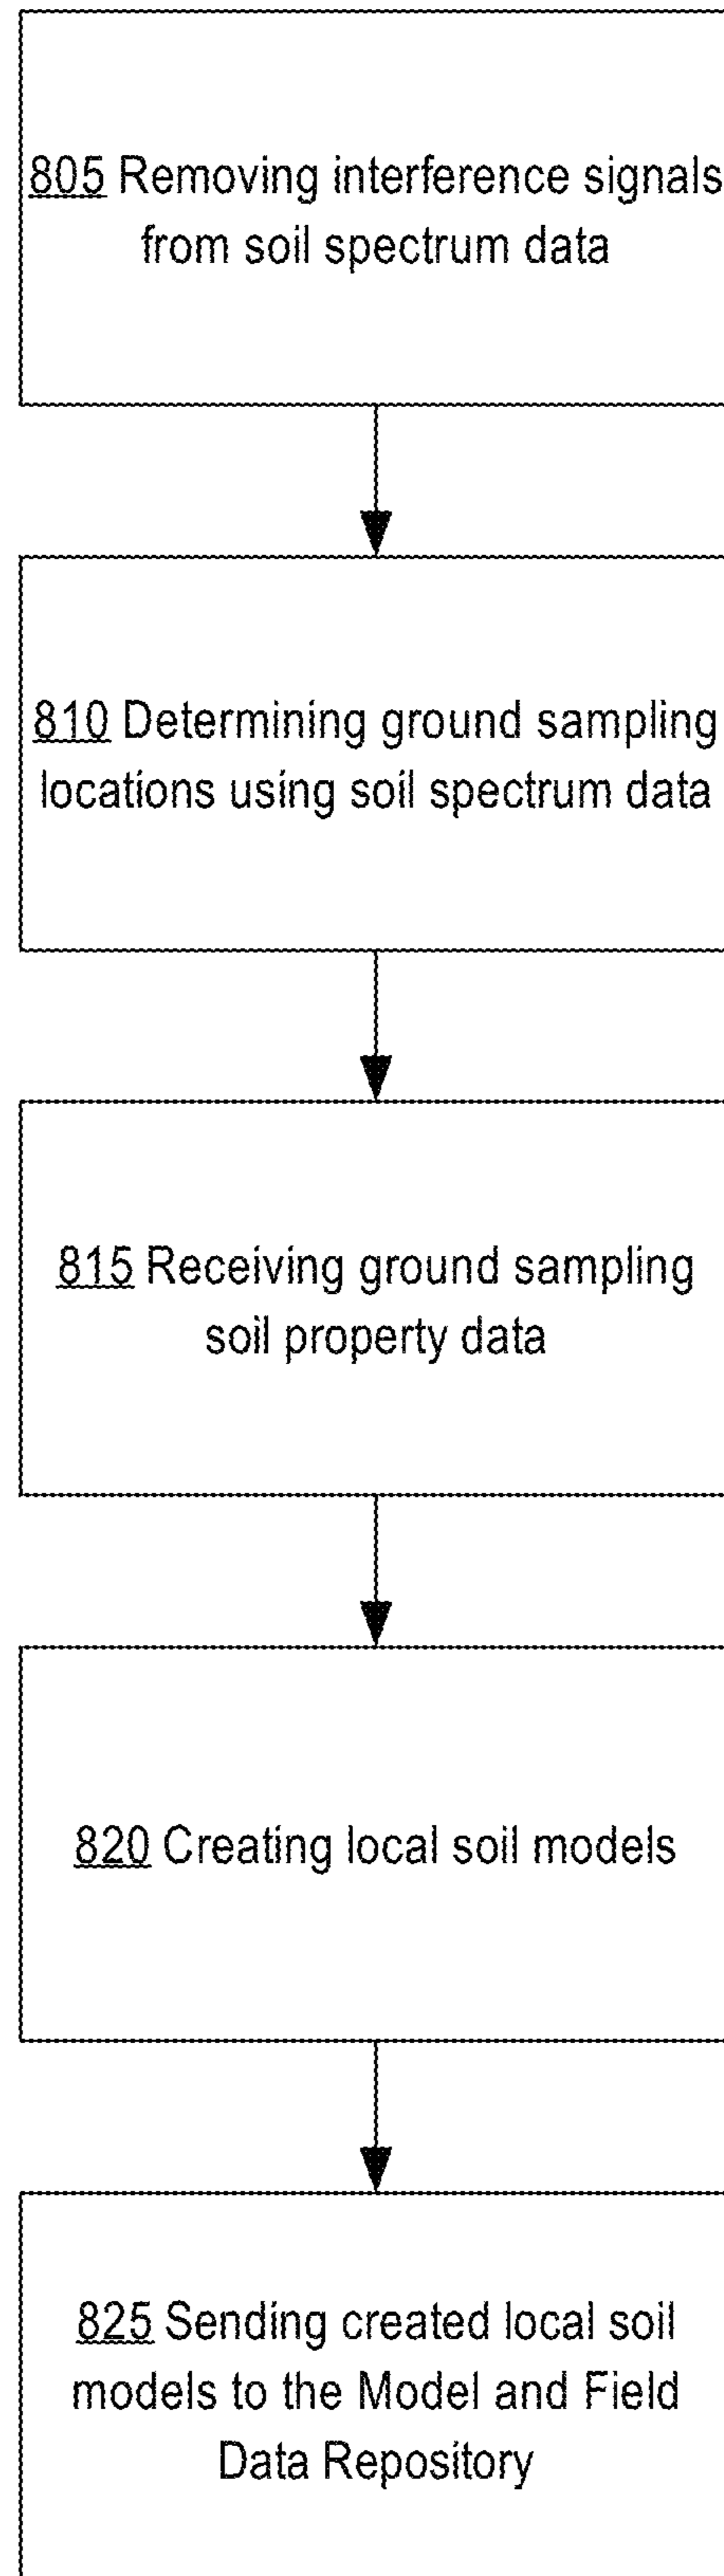 805 Removing interference signals
from soil spectrum data
810 Determining ground sampling
locations using soil spectrum data
815 Receiving ground sampling
soil property data
820 Creating local soil models
825 Sending created local soil
models to the Model and Field
Data Repository